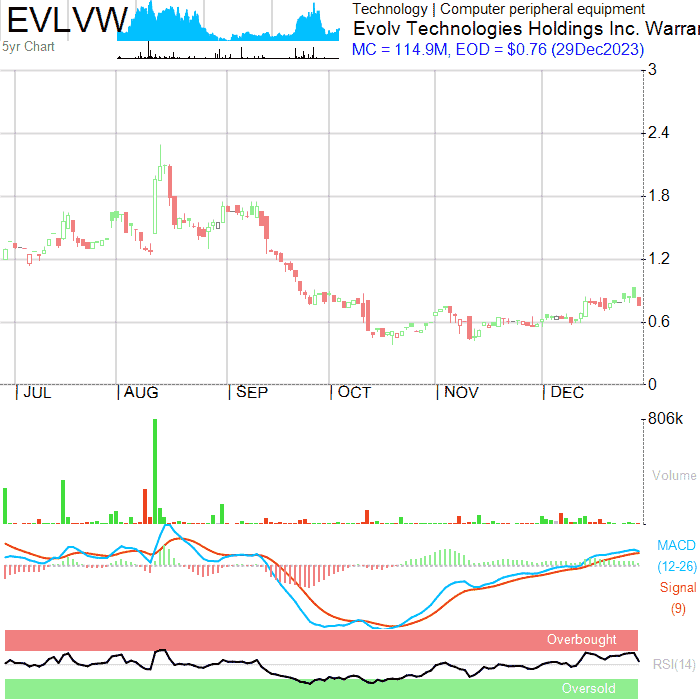 EVLVW
5yr Chart
Technology | Computer peripheral equipment
Evolv Technologies Holdings Inc. Warrar
MC = 114.9M, EOD = $0.76 (29Dec2023)
3
2.4
1.8
1.2
0.6
0
JUL AUG SEP OCT NOV DEC
806k
Volume
MACD
(12-26)
Signal
(9)
Overbought
RSI(14)
Oversold